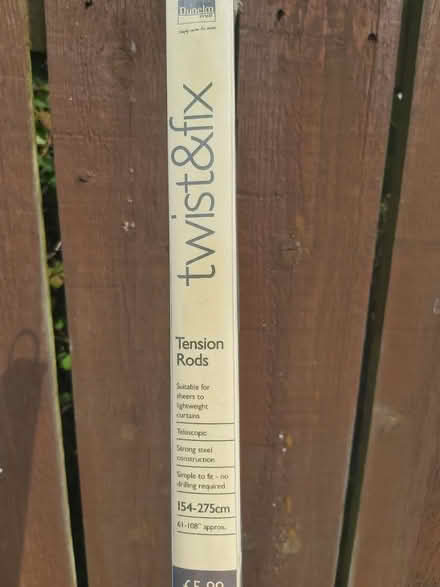 Dunelm
mill
twist&fix
Tension
Rods
Suitable for
sheers to
lightweight
curtains
Telescopic
Strong steel
construction
Simple to fit - no
drilling required
154-275cm
61-108" approx.